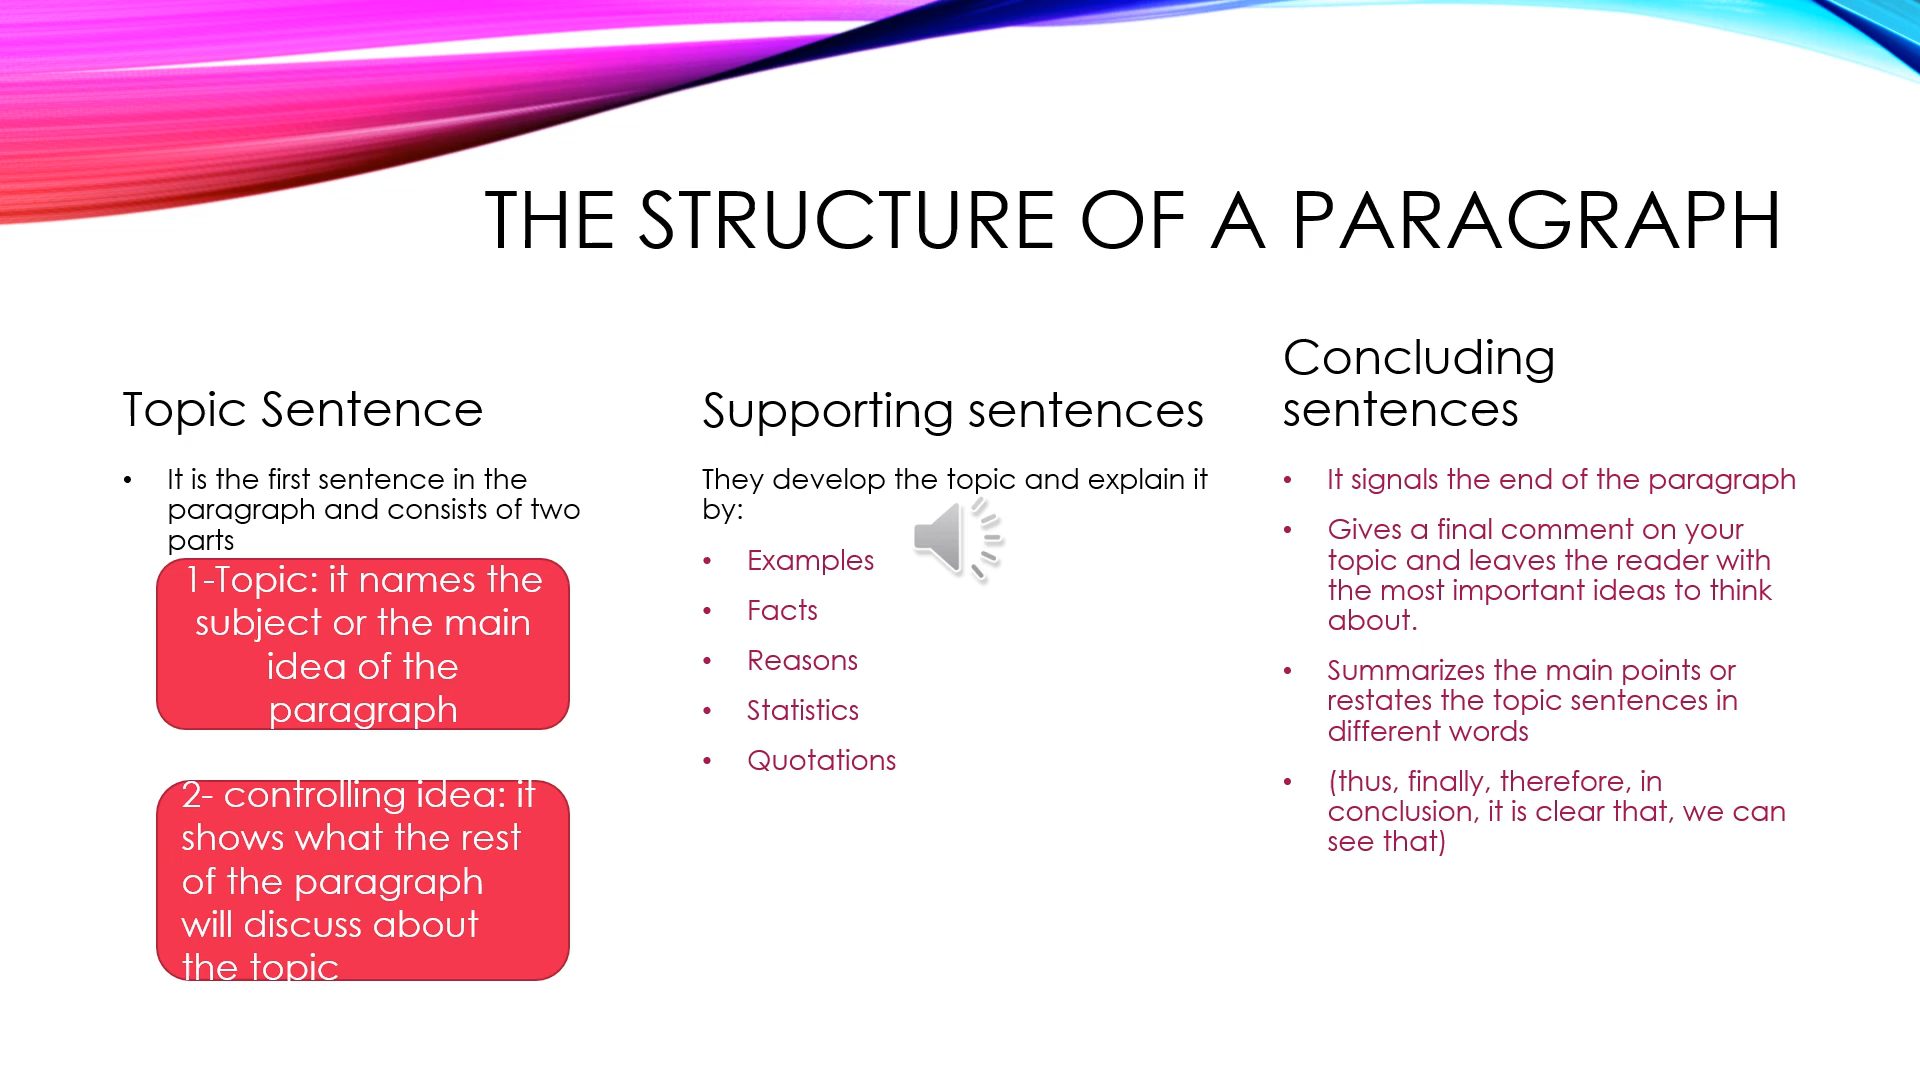 THE STRUCTURE OF A PARAGRAPH
Topic Sentence
• It is the first sentence in the
paragraph and consists of two
parts
1-Topic: it names the
subject or the main
idea of the
paragraph
2- controlling idea: it
shows what the rest
of the paragraph
will discuss about
the topic
Supporting sentences
They develop the topic and explain it
by:
• Examples
• Facts
• Reasons
• Statistics
• Quotations
Concluding
sentences
• It signals the end of the paragraph
• Gives a final comment on your
topic and leaves the reader with
the most important ideas to think
about.
• Summarizes the main points or
restates the topic sentences in
different words
• (thus, finally, therefore, in
conclusion, it is clear that, we can
see that)